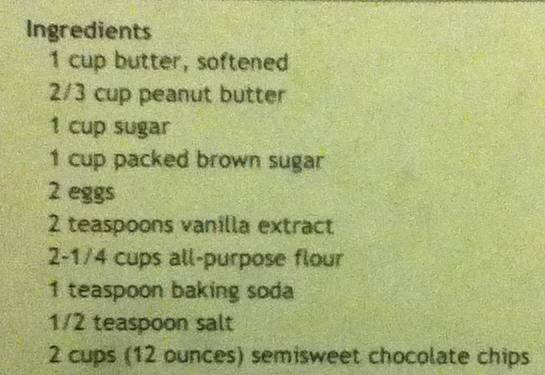 Ingredients
1 cup butter, softened
2/3 cup peanut butter
1 cup sugar
1 cup packed brown sugar
2 eggs
2 teaspoons vanilla extract
2-1/4 cups all-purpose flour
1 teaspoon baking soda
1/2 teaspoon salt
2 cups (12 ounces) semisweet chocolate chips